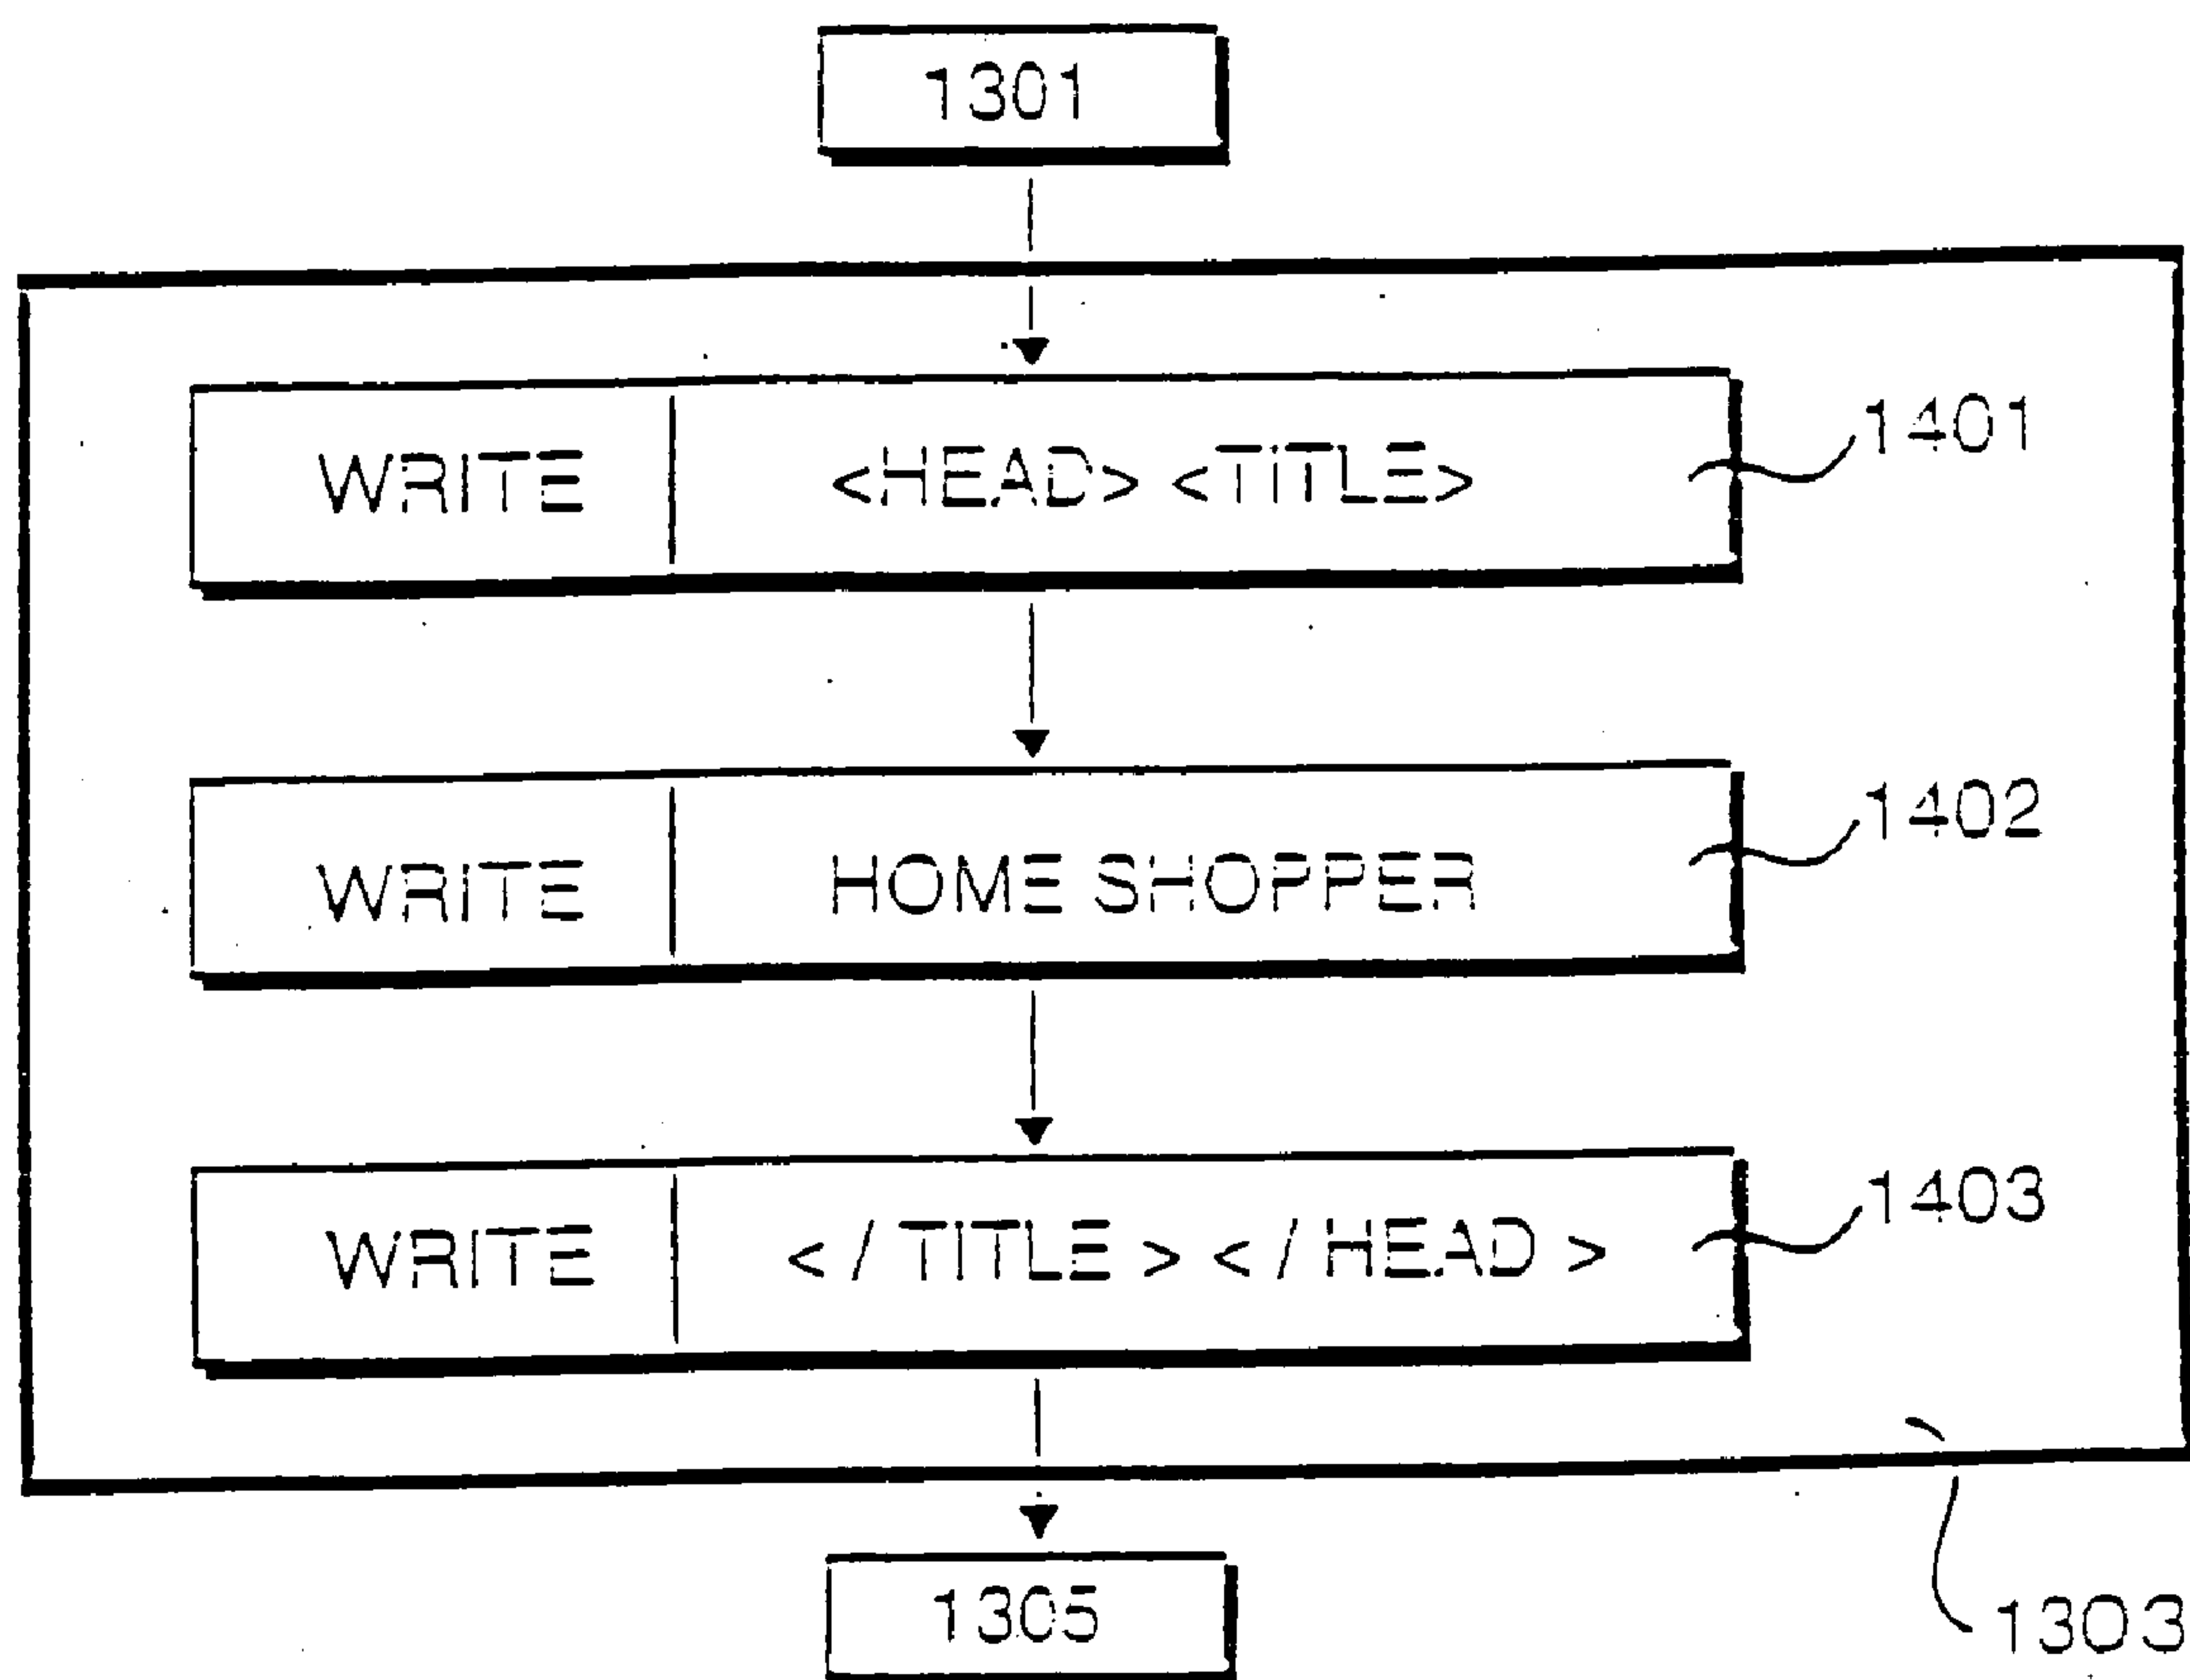 1301
WRITE <HEAD> <TITLE> 1401
WRITE HOME SHOPPER 1402
WRITE </ TITLE > </ HEAD > 1403
1305
1303